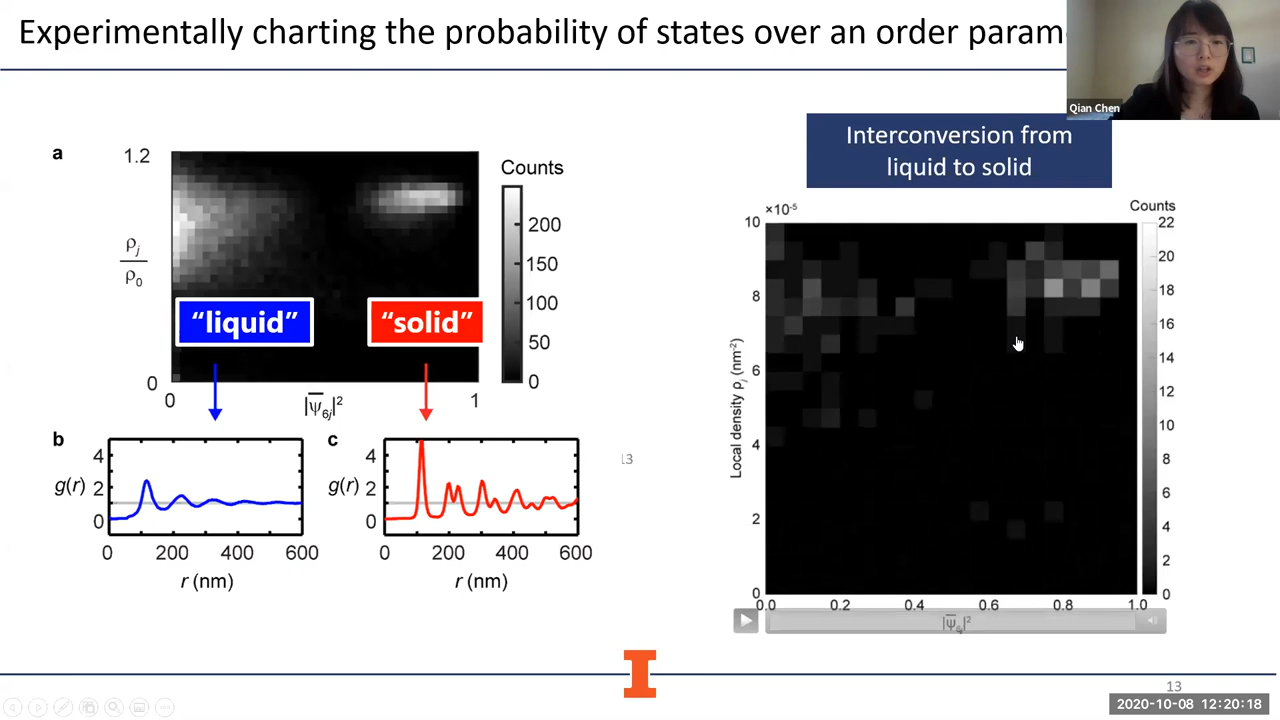 Experimentally charting the probability of states over an order param
Qian Chen
Interconversion from
liquid to solid
a
1.2
ρj
ρ0
0
0
|ψ̅6j|²
1
Counts
200
150
100
50
0
"liquid"
"solid"
b
4
g(r)
2
0
0
200
400
600
r (nm)
c
4
g(r)
2
0
0
200
400
600
r (nm)
13
×10⁻⁵
10
8
6
4
2
0
Local density ρj (nm⁻²)
0.0
0.2
0.4
0.6
0.8
1.0
|ψ̅6j|²
Counts
22
20
18
16
14
12
10
8
6
4
2
0
13
2020-10-08 12:20:18